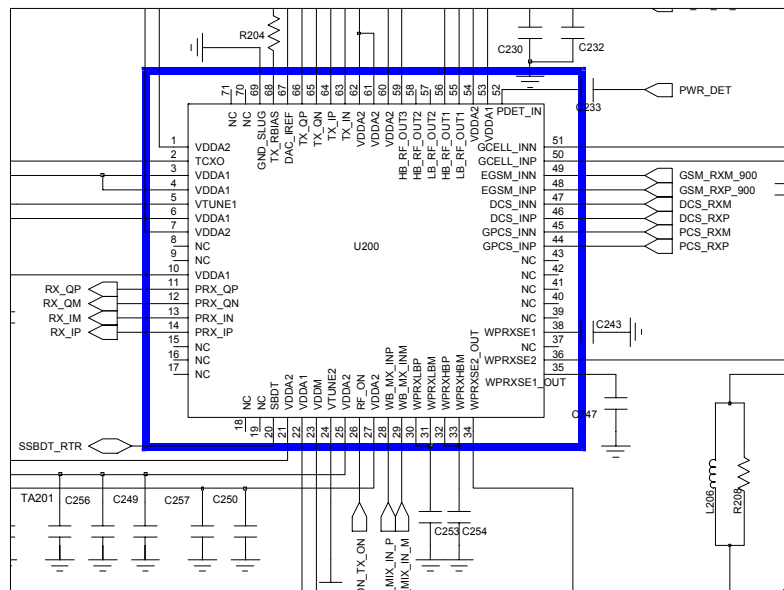 R204
C230
C232
C233
PWR_DET
71
70
69
68
67
66
65
64
63
62
61
60
59
58
57
56
55
54
53
52
NC
NC
GND_SLUG
TX_RBIAS
DAC_IREF
TX_QP
TX_QN
TX_IP
TX_IN
VDDA2
VDDA2
VDDA2
HB_RF_OUT3
HB_RF_OUT2
LB_RF_OUT2
HB_RF_OUT1
LB_RF_OUT1
VDDA2
VDDA1
PDET_IN
1 VDDA2
2 TCXO
3 VDDA1
4 VDDA1
5 VTUNE1
6 VDDA1
7 VDDA2
8 NC
9 NC
10 VDDA1
RX_QP 11 PRX_QP
RX_QM 12 PRX_QN
RX_IM 13 PRX_IN
RX_IP 14 PRX_IP
15 NC
16 NC
17 NC
U200
GCELL_INN 51
GCELL_INP 50
EGSM_INN 49 GSM_RXM_900
EGSM_INP 48 GSM_RXP_900
DCS_INN 47 DCS_RXM
DCS_INP 46 DCS_RXP
GPCS_INN 45 PCS_RXM
GPCS_INP 44 PCS_RXP
NC 43
NC 42
NC 41
NC 40
NC 39
WPRXSE1 38 C243
NC 37
WPRXSE2 36
WPRXSE1_OUT 35
NC
NC
SBDT
VDDA2
VDDA1
VDDM
VTUNE2
VDDA2
RF_ON
VDDA2
WB_MX_INP
WB_MX_INM
WPRXLBP
WPRXLBM
WPRXHBP
WPRXHBM
WPRXSE2_OUT
18
19
20
21
22
23
24
25
26
27
28
29
30
31
32
33
34
SSBDT_RTR
TA201
C256
C249
C257
C250
C253
C254
L206
R208